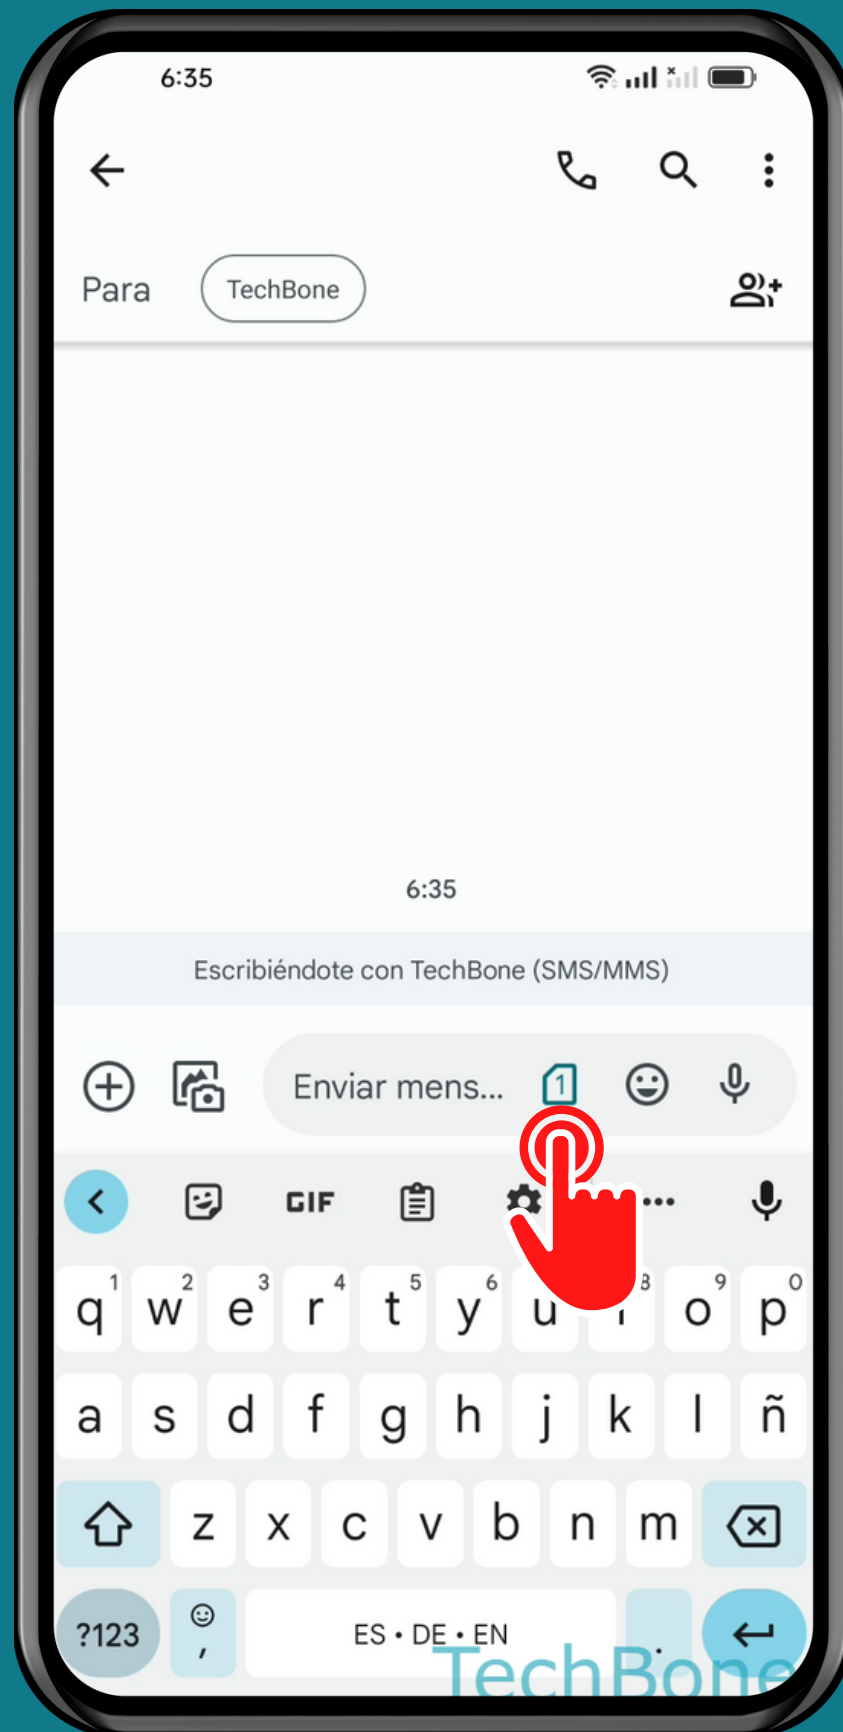 6:35
Para TechBone
6:35
Escribiéndote con TechBone (SMS/MMS)
Enviar mens... 1
GIF
1 2 3 4 5 6 8 9 0
q w e r t y u i o p
a s d f g h j k l ñ
z x c v b n m
?123 , ES • DE • EN .
TechBone